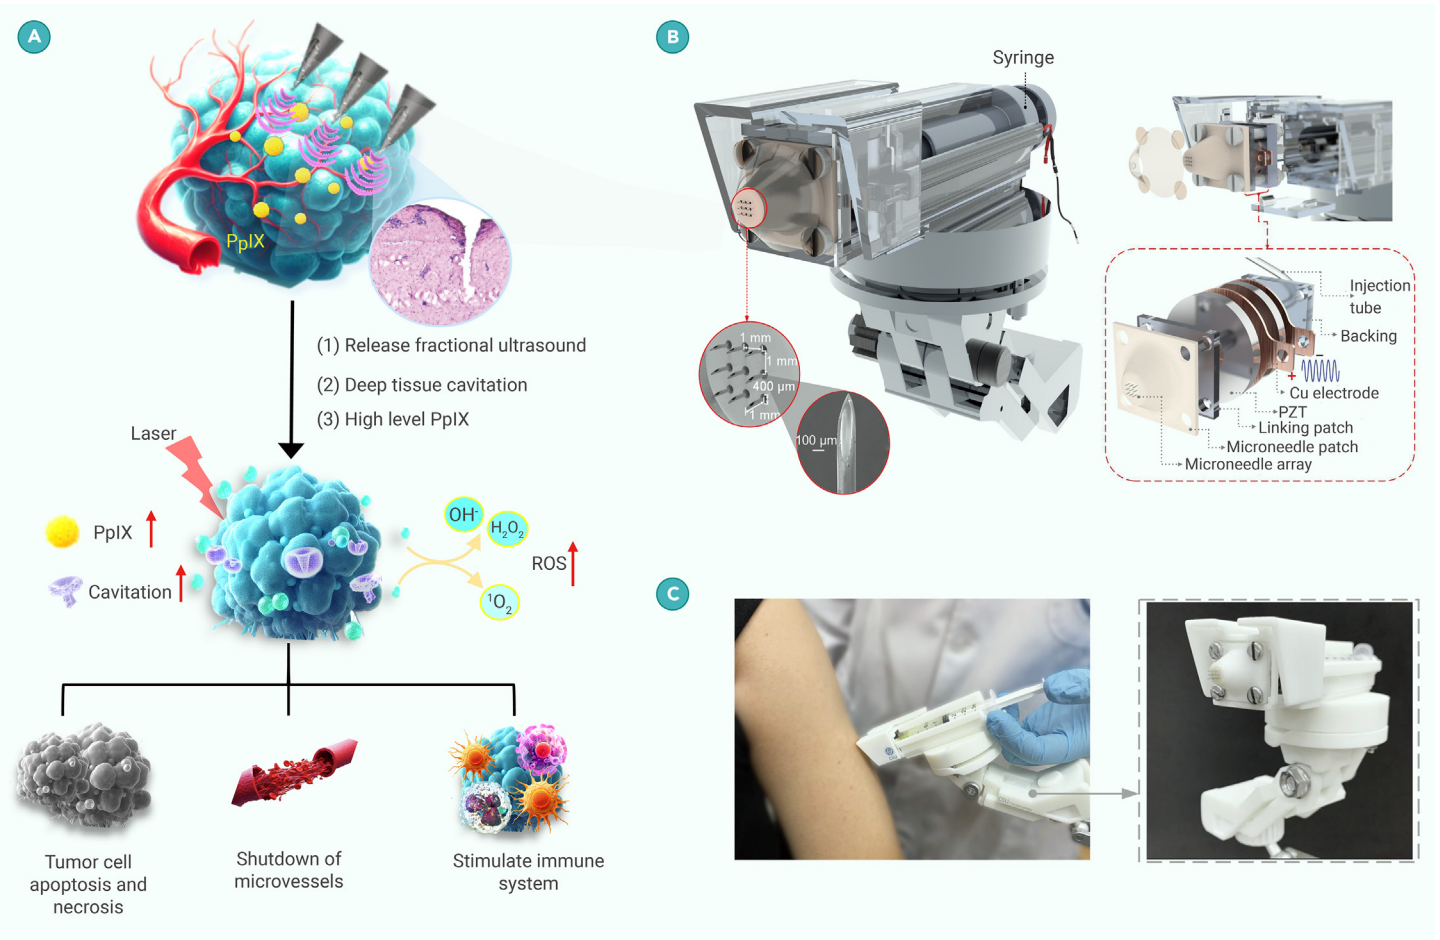 A
PpIX
(1) Release fractional ultrasound
(2) Deep tissue cavitation
(3) High level PpIX
Laser
PpIX
Cavitation
OH-
H2O2
1O2
ROS
Tumor cell
apoptosis and
necrosis
Shutdown of
microvessels
Stimulate immune
system
B
Syringe
1 mm
1 mm
400 µm
1 mm
100 µm
Injection
tube
Backing
+
−
Cu electrode
PZT
Linking patch
Microneedle patch
Microneedle array
C